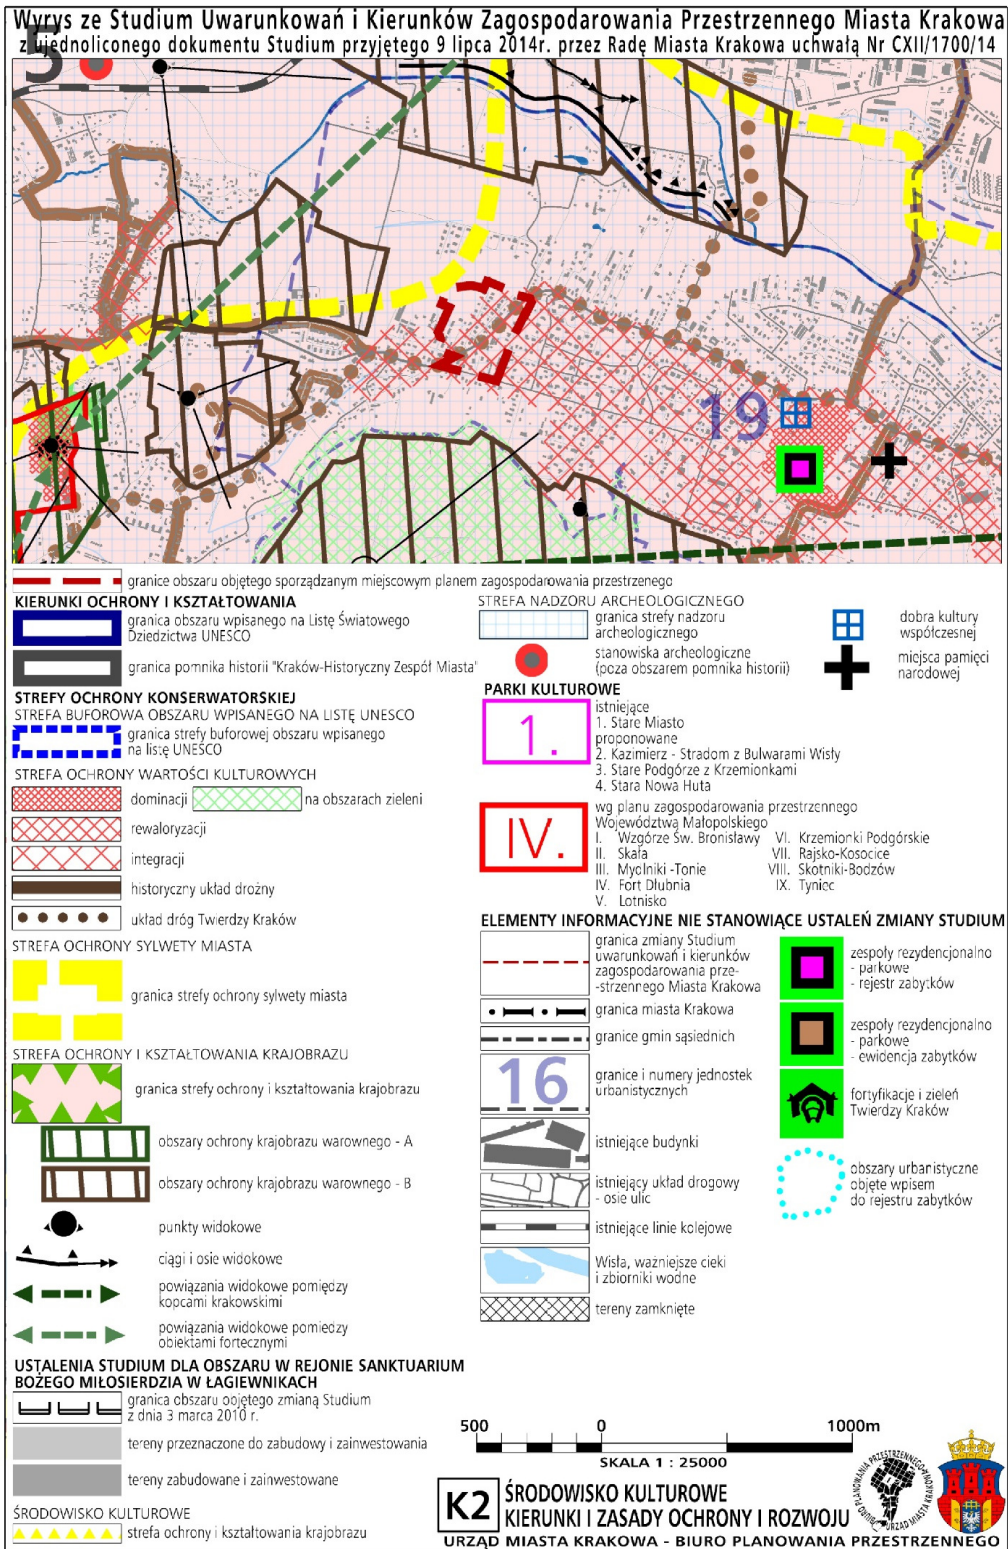 Wyrys ze Studium Uwarunkowań i Kierunków Zagospodarowania Przestrzennego Miasta Krakowa
z ujednoliconego dokumentu Studium przyjętego 9 lipca 2014r. przez Radę Miasta Krakowa uchwałą Nr CXII/1700/14
5
19
granice obszaru objętego sporządzanym miejscowym planem zagospodarowania przestrzenego
KIERUNKI OCHRONY I KSZTAŁTOWANIA
granica obszaru wpisanego na Listę Światowego
Dziedzictwa UNESCO
granica pomnika historii "Kraków-Historyczny Zespół Miasta"
STREFY OCHRONY KONSERWATORSKIEJ
STREFA BUFOROWA OBSZARU WPISANEGO NA LISTĘ UNESCO
granica strefy buforowej obszaru wpisanego
na listę UNESCO
STREFA OCHRONY WARTOŚCI KULTUROWYCH
dominacji
na obszarach zieleni
rewaloryzacji
integracji
historyczny układ drożny
układ dróg Twierdzy Kraków
STREFA OCHRONY SYLWETY MIASTA
granica strefy ochrony sylwety miasta
STREFA OCHRONY I KSZTAŁTOWANIA KRAJOBRAZU
granica strefy ochrony i kształtowania krajobrazu
obszary ochrony krajobrazu warownego - A
obszary ochrony krajobrazu warownego - B
punkty widokowe
ciągi i osie widokowe
powiązania widokowe pomiędzy
kopcami krakowskimi
powiązania widokowe pomiedzy
obiektami fortecznymi
USTALENIA STUDIUM DLA OBSZARU W REJONIE SANKTUARIUM
BOŻEGO MIŁOSIERDZIA W ŁAGIEWNIKACH
granica obszaru objętego zmianą Studium
z dnia 3 marca 2010 r.
tereny przeznaczone do zabudowy i zainwestowania
tereny zabudowane i zainwestowane
ŚRODOWISKO KULTUROWE
strefa ochrony i kształtowania krajobrazu
STREFA NADZORU ARCHEOLOGICZNEGO
granica strefy nadzoru
archeologicznego
stanowiska archeologiczne
(poza obszarem pomnika historii)
dobra kultury
współczesnej
miejsca pamięci
narodowej
PARKI KULTUROWE
1.
istniejące
1. Stare Miasto
proponowane
2. Kazimierz - Stradom z Bulwarami Wisły
3. Stare Podgórze z Krzemionkami
4. Stara Nowa Huta
IV.
wg planu zagospodarowania przestrzennego
Województwa Małopolskiego
I. Wzgórze Św. Bronisławy
II. Skała
III. Mydlniki -Tonie
IV. Fort Dłubnia
V. Lotnisko
VI. Krzemionki Podgórskie
VII. Rajsko-Kosocice
VIII. Skotniki-Bodzów
IX. Tyniec
ELEMENTY INFORMACYJNE NIE STANOWIĄCE USTALEŃ ZMIANY STUDIUM
granica zmiany Studium
uwarunkowań i kierunków
zagospodarowania prze-
-strzennego Miasta Krakowa
granica miasta Krakowa
granice gmin sąsiednich
16
granice i numery jednostek
urbanistycznych
istniejące budynki
istniejący układ drogowy
- osie ulic
istniejące linie kolejowe
Wisła, ważniejsze cieki
i zbiorniki wodne
tereny zamknięte
zespoły rezydencjonalno
- parkowe
- rejestr zabytków
zespoły rezydencjonalno
- parkowe
- ewidencja zabytków
fortyfikacje i zieleń
Twierdzy Kraków
obszary urbanistyczne
objęte wpisem
do rejestru zabytków
500 0 1000m
SKALA 1 : 25000
K2
ŚRODOWISKO KULTUROWE
KIERUNKI I ZASADY OCHRONY I ROZWOJU
BIURO PLANOWANIA PRZESTRZENNEGO
URZĄD MIASTA KRAKOWA
URZĄD MIASTA KRAKOWA - BIURO PLANOWANIA PRZESTRZENNEGO